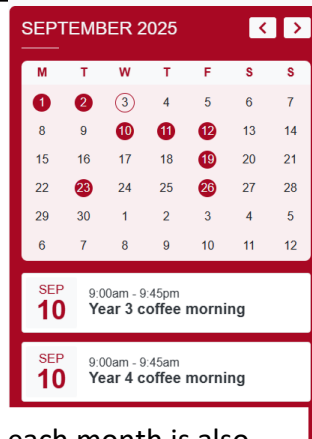 SEPTEMBER 2025 < >
M T W T F S S
1 2 3 4 5 6 7
8 9 10 11 12 13 14
15 16 17 18 19 20 21
22 23 24 25 26 27 28
29 30 1 2 3 4 5
6 7 8 9 10 11 12
SEP
10
9:00am - 9:45pm
Year 3 coffee morning
SEP
10
9:00am - 9:45am
Year 4 coffee morning
each month is also